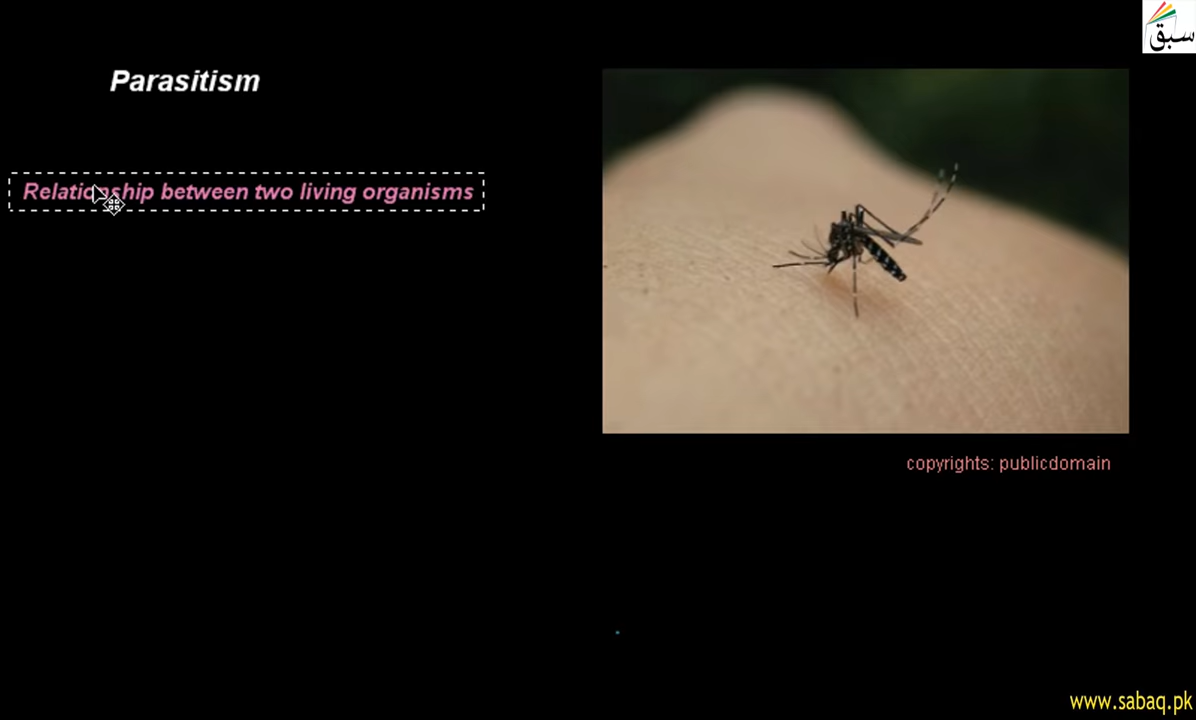 سبق
Parasitism
Relationship between two living organisms
copyrights: publicdomain
www.sabaq.pk